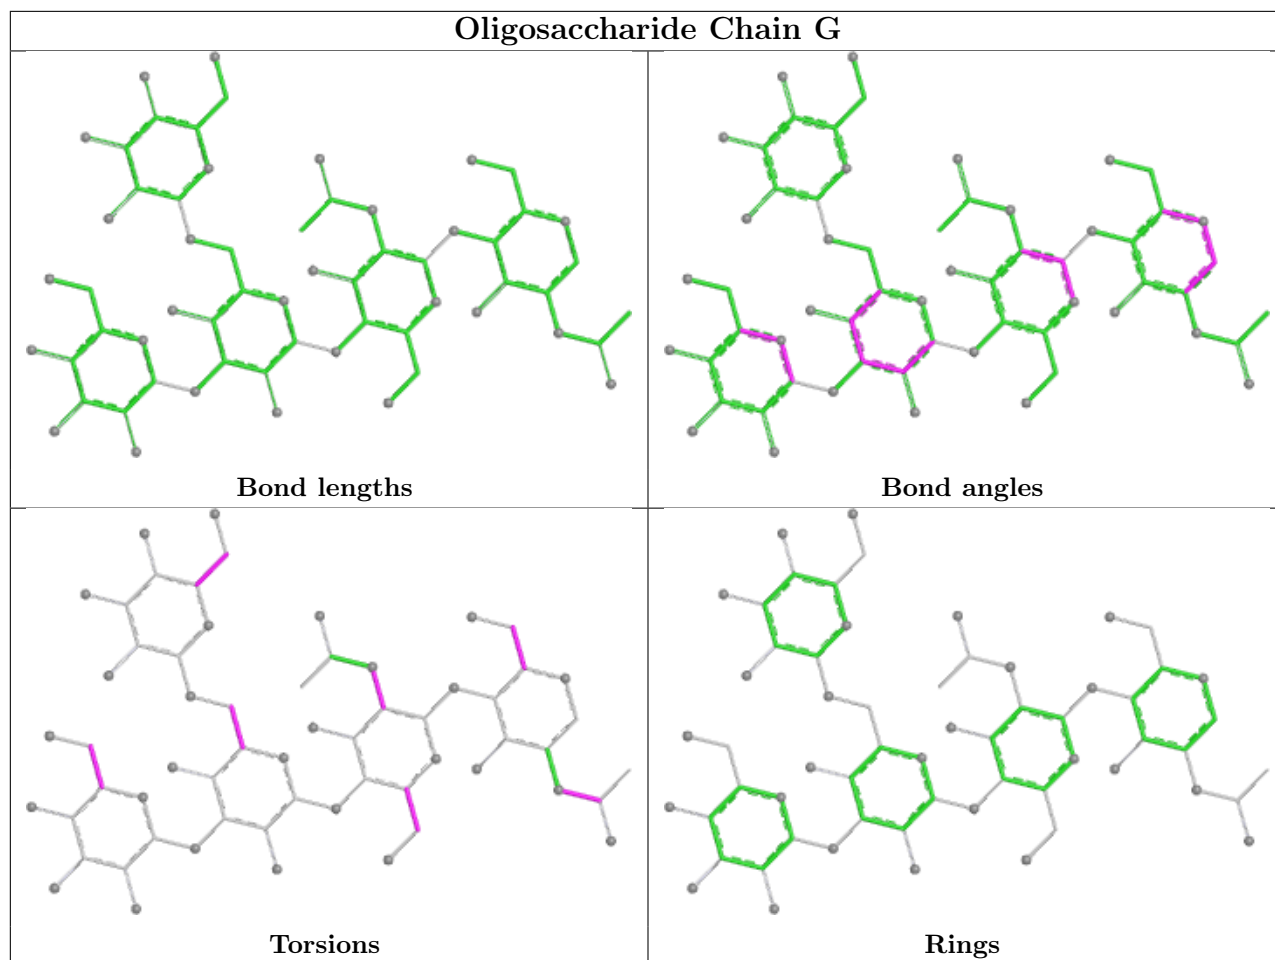 Oligosaccharide Chain G
Bond lengths
Bond angles
Torsions
Rings